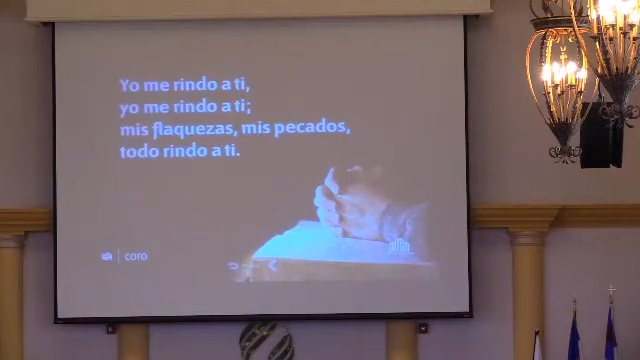 Yo me rindo a ti,
yo me rindo a ti;
mis flaquezas, mis pecados,
todo rindo a ti.
coro